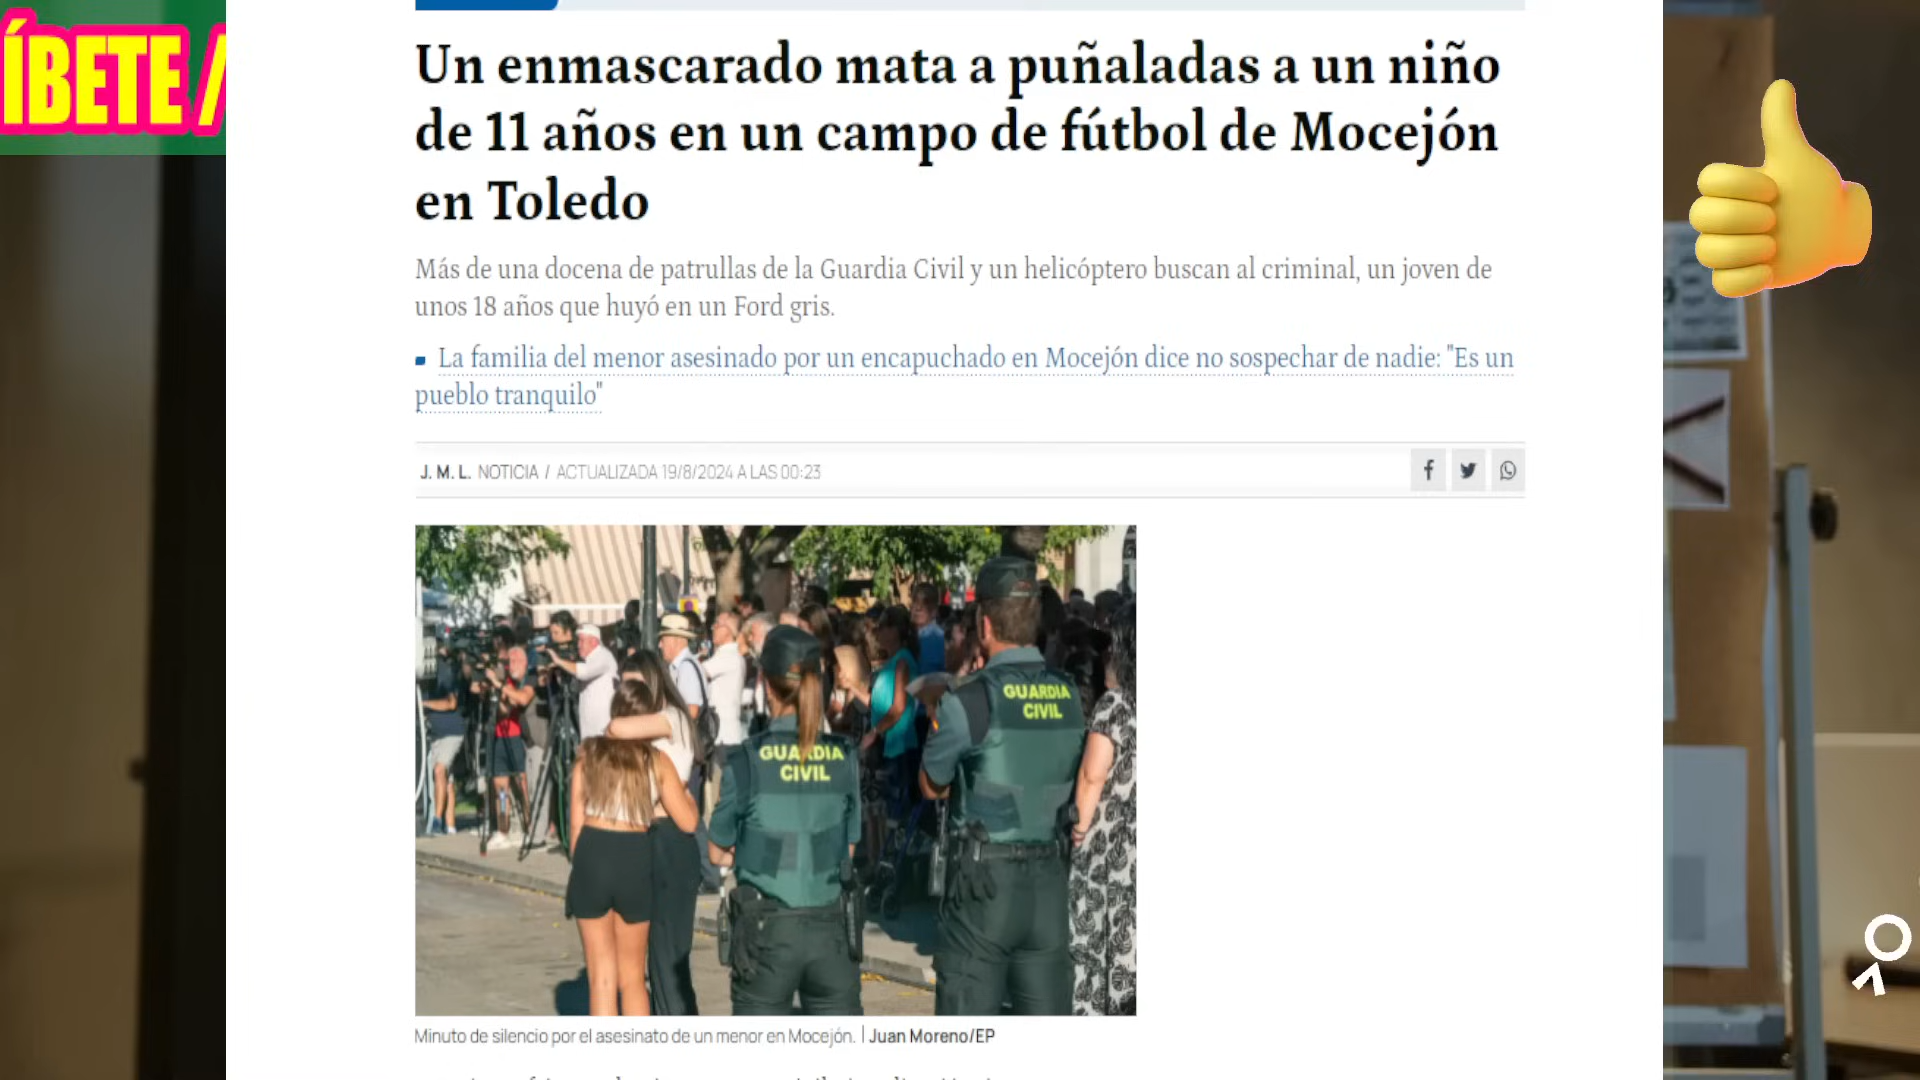 ÍBETE /
Un enmascarado mata a puñaladas a un niño
de 11 años en un campo de fútbol de Mocejón
en Toledo
Más de una docena de patrullas de la Guardia Civil y un helicóptero buscan al criminal, un joven de
unos 18 años que huyó en un Ford gris.
La familia del menor asesinado por un encapuchado en Mocejón dice no sospechar de nadie: "Es un
pueblo tranquilo"
J. M. L. NOTICIA / ACTUALIZADA 19/8/2024 A LAS 00:23
GUARDIA
CIVIL
GUARDIA
CIVIL
Minuto de silencio por el asesinato de un menor en Mocejón. | Juan Moreno/EP